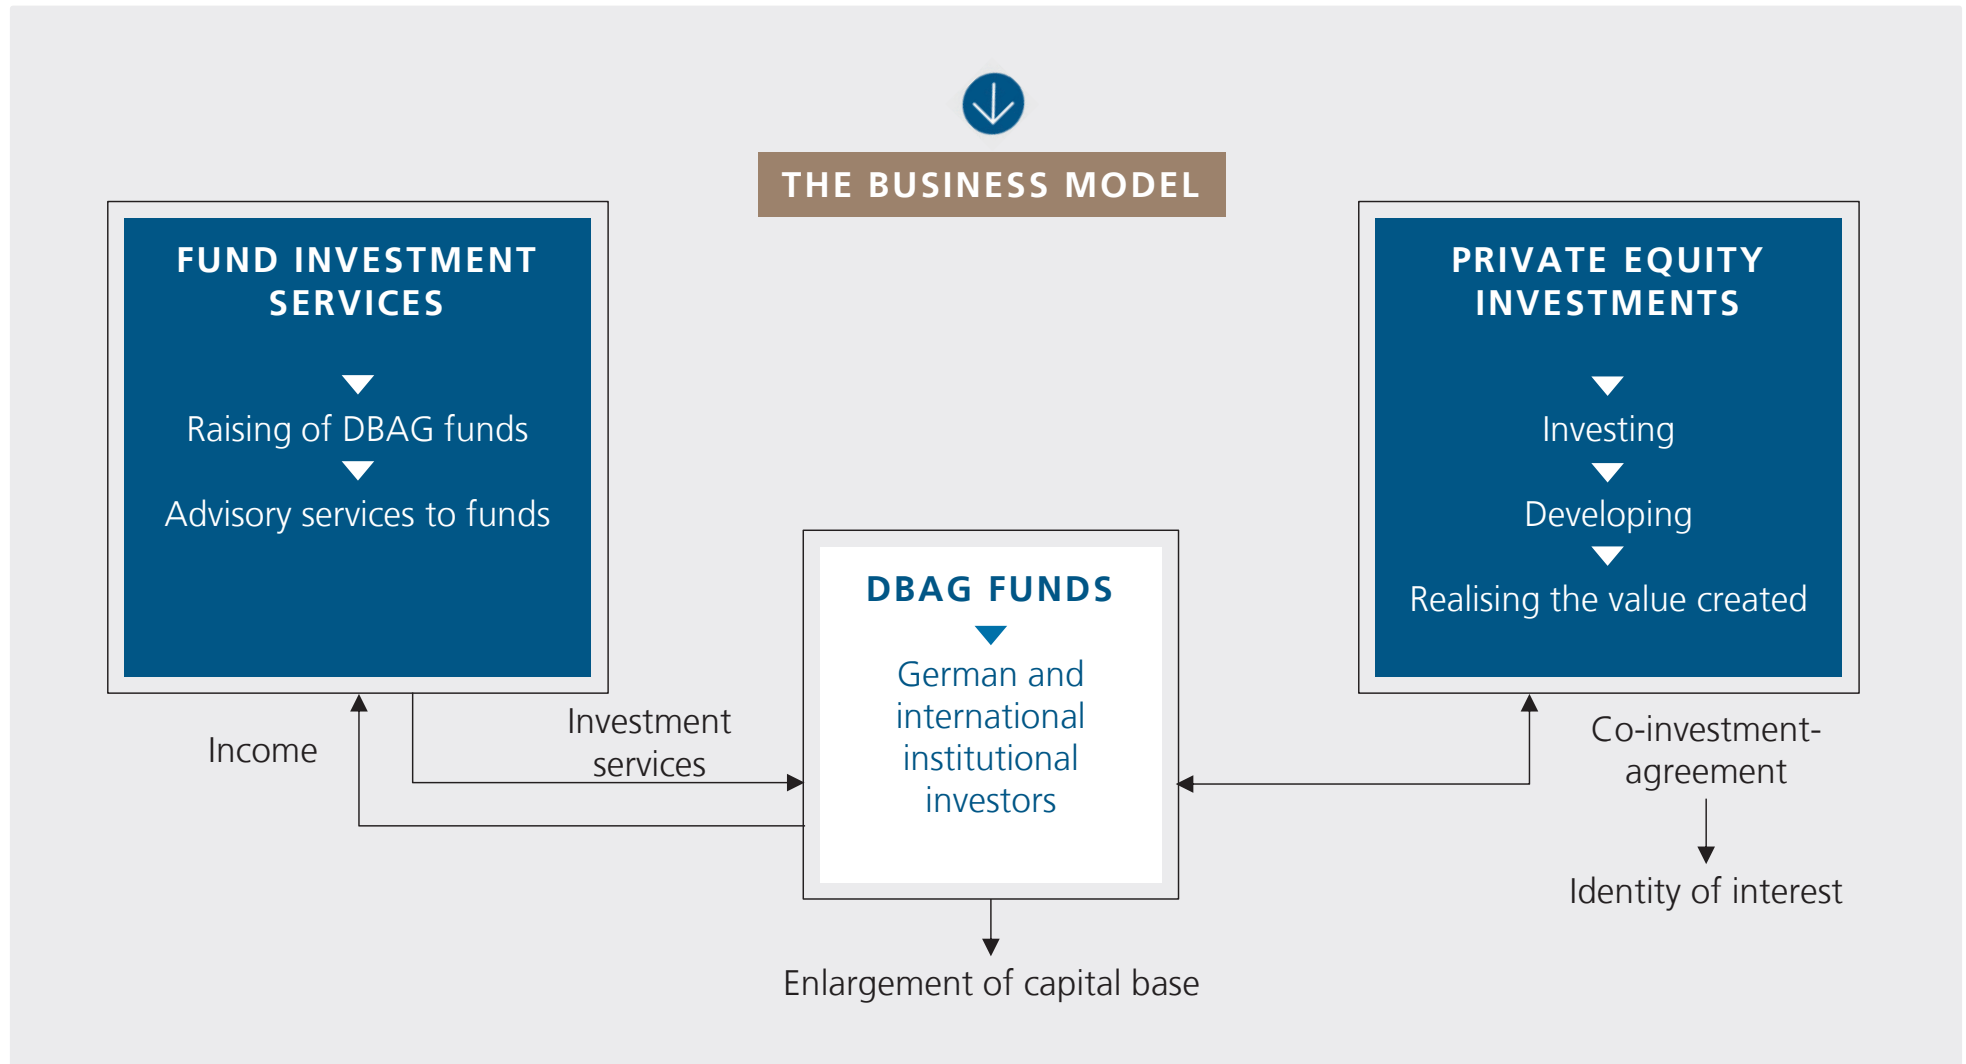 THE BUSINESS MODEL
FUND INVESTMENT
SERVICES
Raising of DBAG funds
Advisory services to funds
PRIVATE EQUITY
INVESTMENTS
Investing
Developing
Realising the value created
DBAG FUNDS
German and
international
institutional
investors
Income
Investment
services
Co-investment-
agreement
Identity of interest
Enlargement of capital base